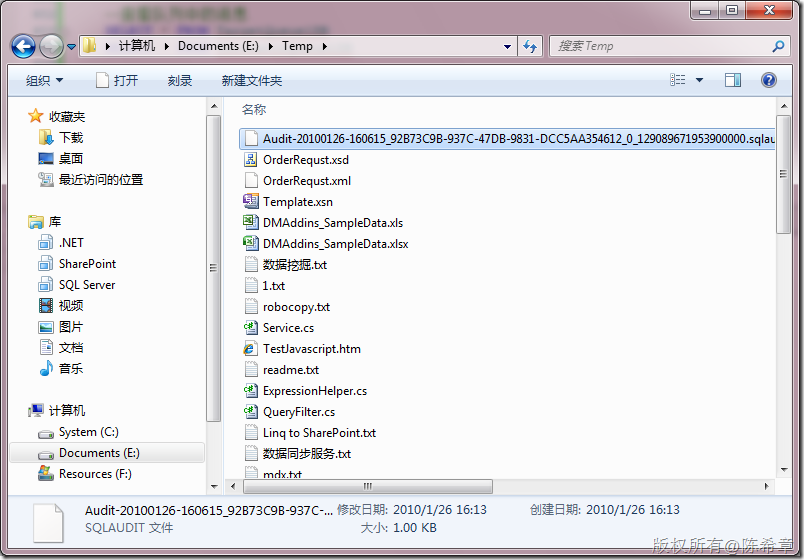 计算机 Documents (E:) Temp
搜索Temp
组织 打开 刻录 新建文件夹
收藏夹
下载
桌面
最近访问的位置
库
.NET
SharePoint
SQL Server
视频
图片
文档
音乐
计算机
System (C:)
Documents (E:)
Resources (F:)
名称
Audit-20100126-160615_92B73C9B-937C-47DB-9831-DCC5AA354612_0_129089671953900000.sqlau
OrderRequst.xsd
OrderRequst.xml
Template.xsn
DMAddins_SampleData.xls
DMAddins_SampleData.xlsx
数据挖掘.txt
1.txt
robocopy.txt
Service.cs
TestJavascript.htm
readme.txt
ExpressionHelper.cs
QueryFilter.cs
Linq to SharePoint.txt
数据同步服务.txt
mdx.txt
Audit-20100126-160615_92B73C9B-937C-... 修改日期: 2010/1/26 16:13 创建日期: 2010/1/26 16:13
SQLAUDIT 文件 大小: 1.00 KB
版权所有@陈希章